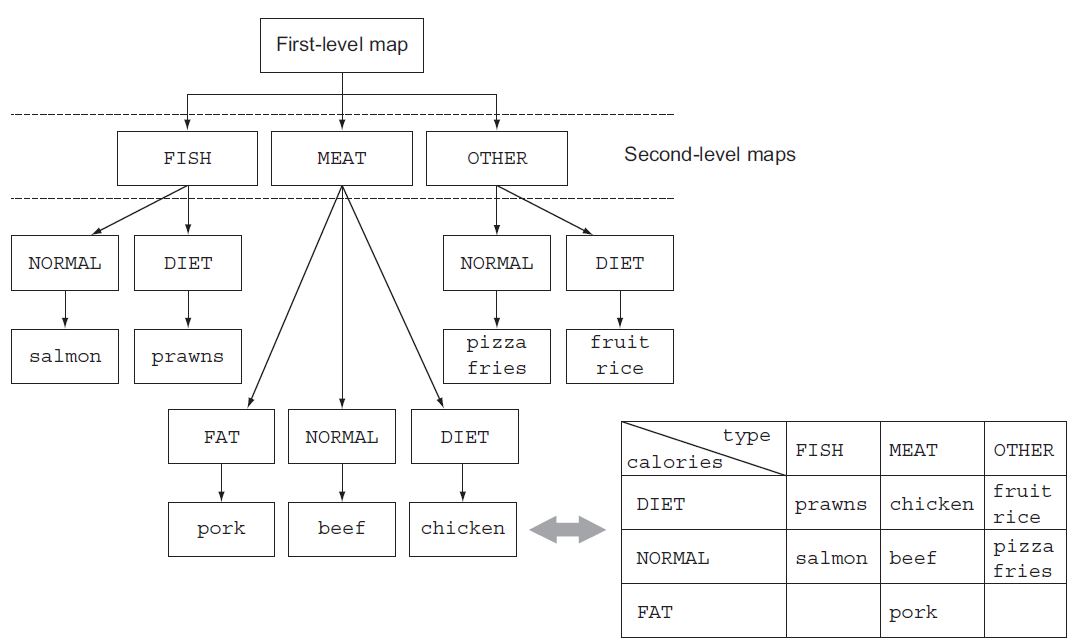 First-level map
FISH
MEAT
OTHER
Second-level maps
NORMAL
DIET
NORMAL
DIET
salmon
prawns
pizza
fries
fruit
rice
FAT
NORMAL
DIET
pork
beef
chicken
type
calories
FISH
MEAT
OTHER
DIET
prawns
chicken
fruit
rice
NORMAL
salmon
beef
pizza
fries
FAT
pork